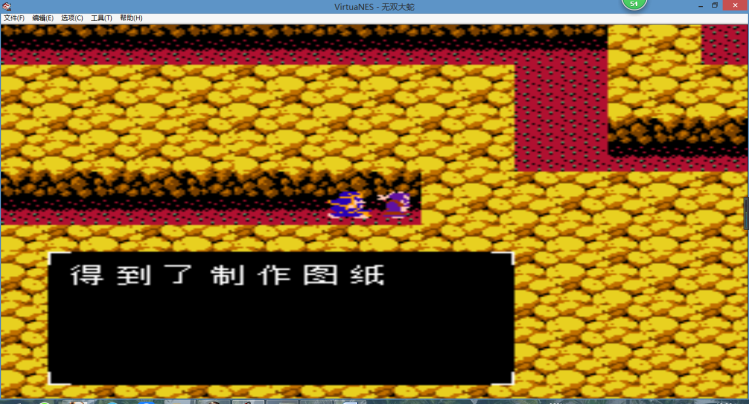 51
VirtuaNES - 无双大蛇
文件(F) 编辑(E) 选项(C) 工具(T) 帮助(H)
得到了制作图纸